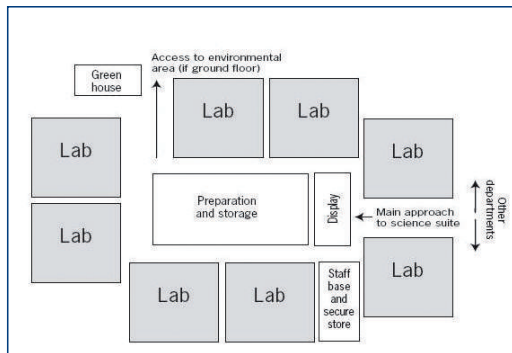 Access to environmental
area (if ground floor)
Green
house
Lab
Lab
Lab
Lab
Preparation
and storage
Display
Main approach
to science suite
Other
departments
Lab
Lab
Lab
Staff
base
and
secure
store
Lab